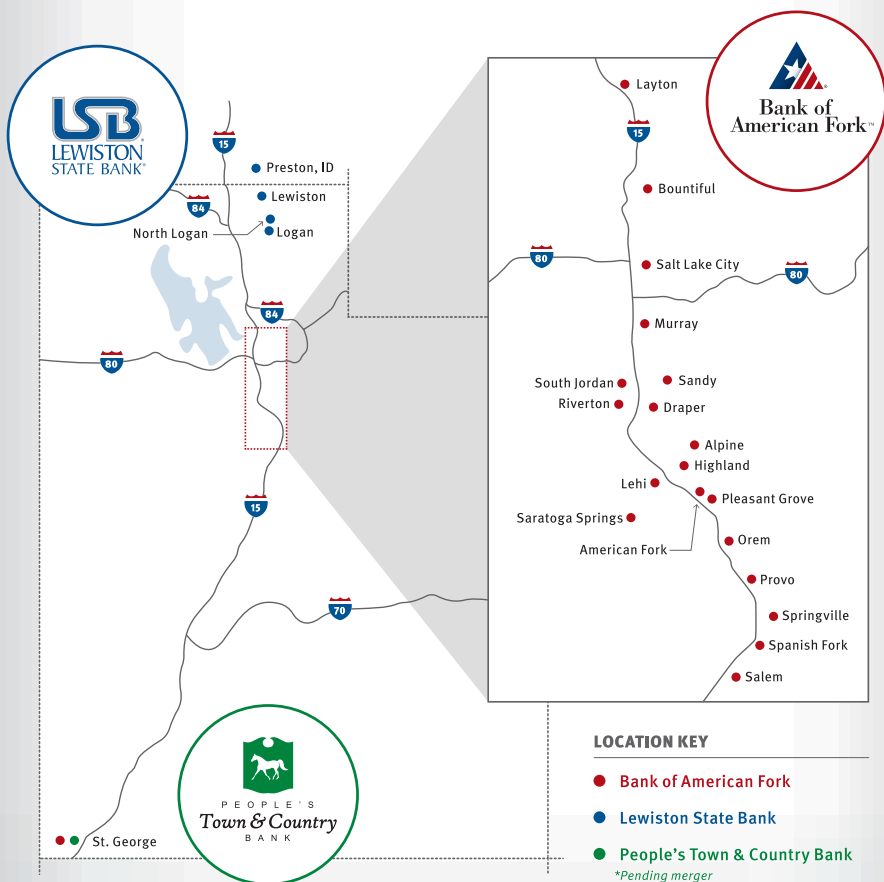 LSB
LEWISTON
STATE BANK®
15
Preston, ID
84
Lewiston
North Logan
Logan
84
80
15
70
St. George
PEOPLE'S
Town & Country
BANK
Bank of
American Fork™
Layton
15
Bountiful
80
Salt Lake City
80
Murray
South Jordan
Sandy
Riverton
Draper
Alpine
Highland
Lehi
Pleasant Grove
Saratoga Springs
American Fork
Orem
Provo
Springville
Spanish Fork
Salem
LOCATION KEY
Bank of American Fork
Lewiston State Bank
People's Town & Country Bank
*Pending merger